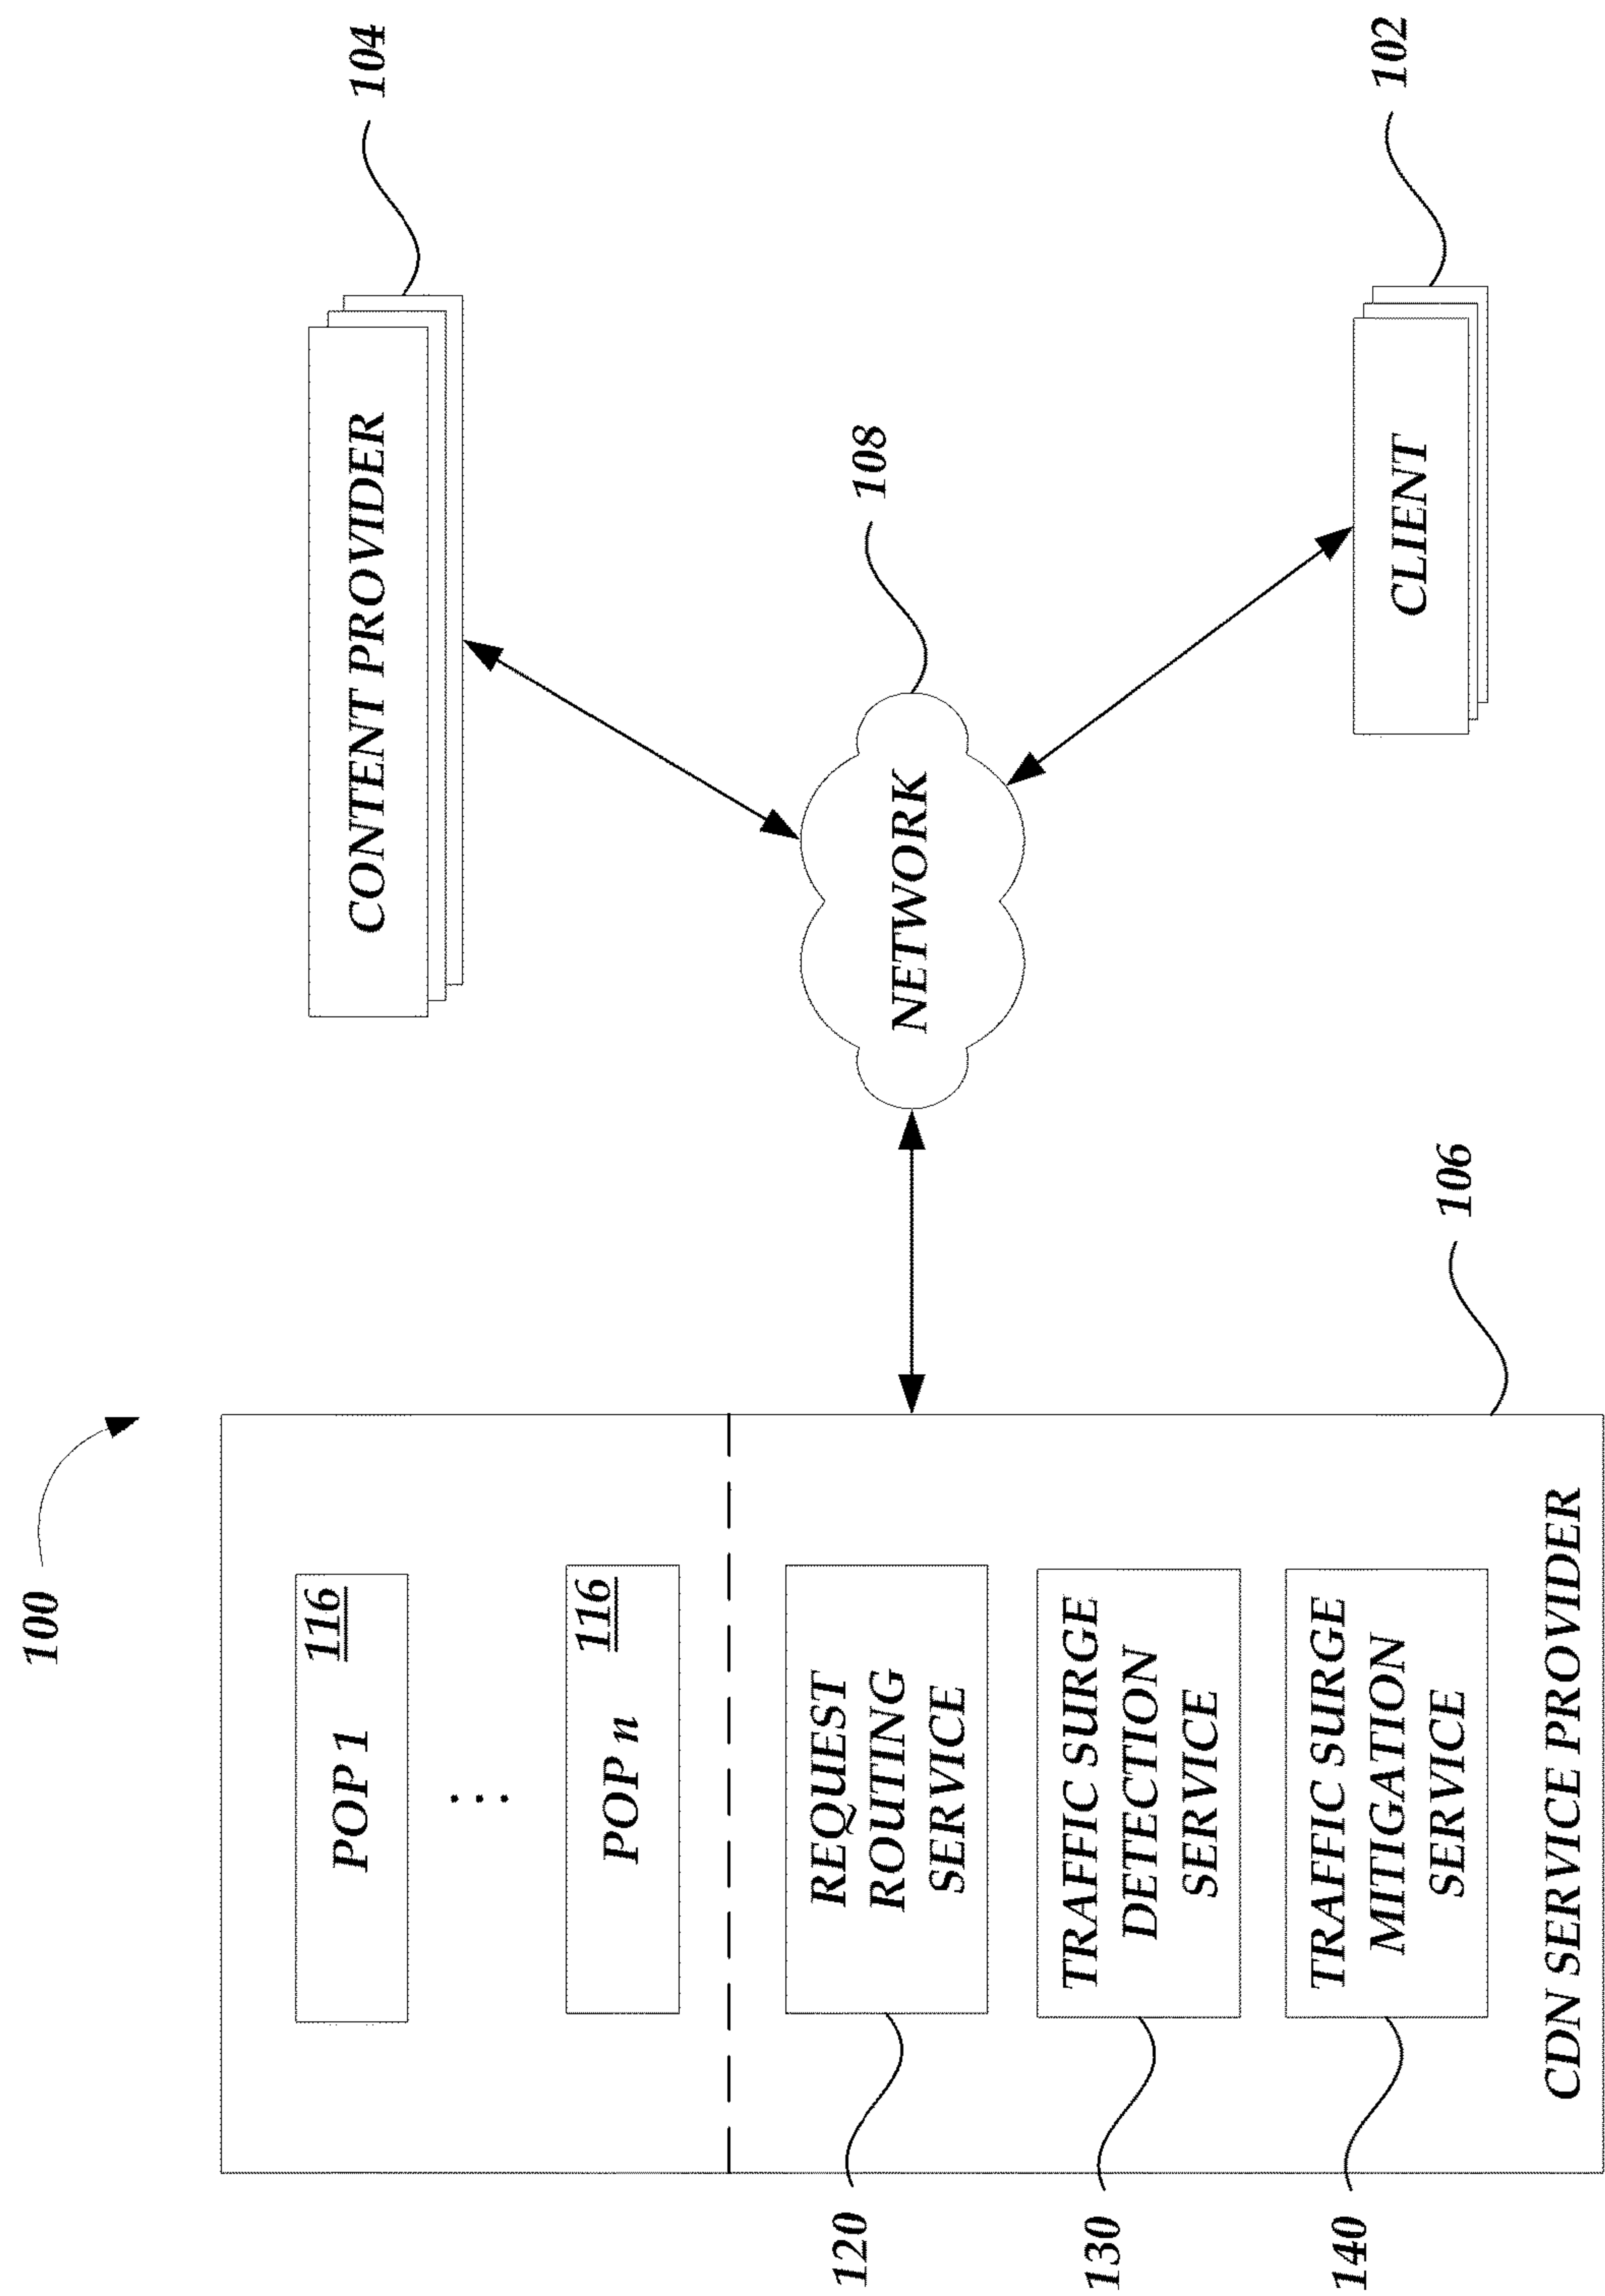 100
POP 1
116
POP n
116
REQUEST
ROUTING
SERVICE
120
TRAFFIC SURGE
DETECTION
SERVICE
130
TRAFFIC SURGE
MITIGATION
SERVICE
140
CDN SERVICE PROVIDER
106
NETWORK
108
CONTENT PROVIDER
104
CLIENT
102